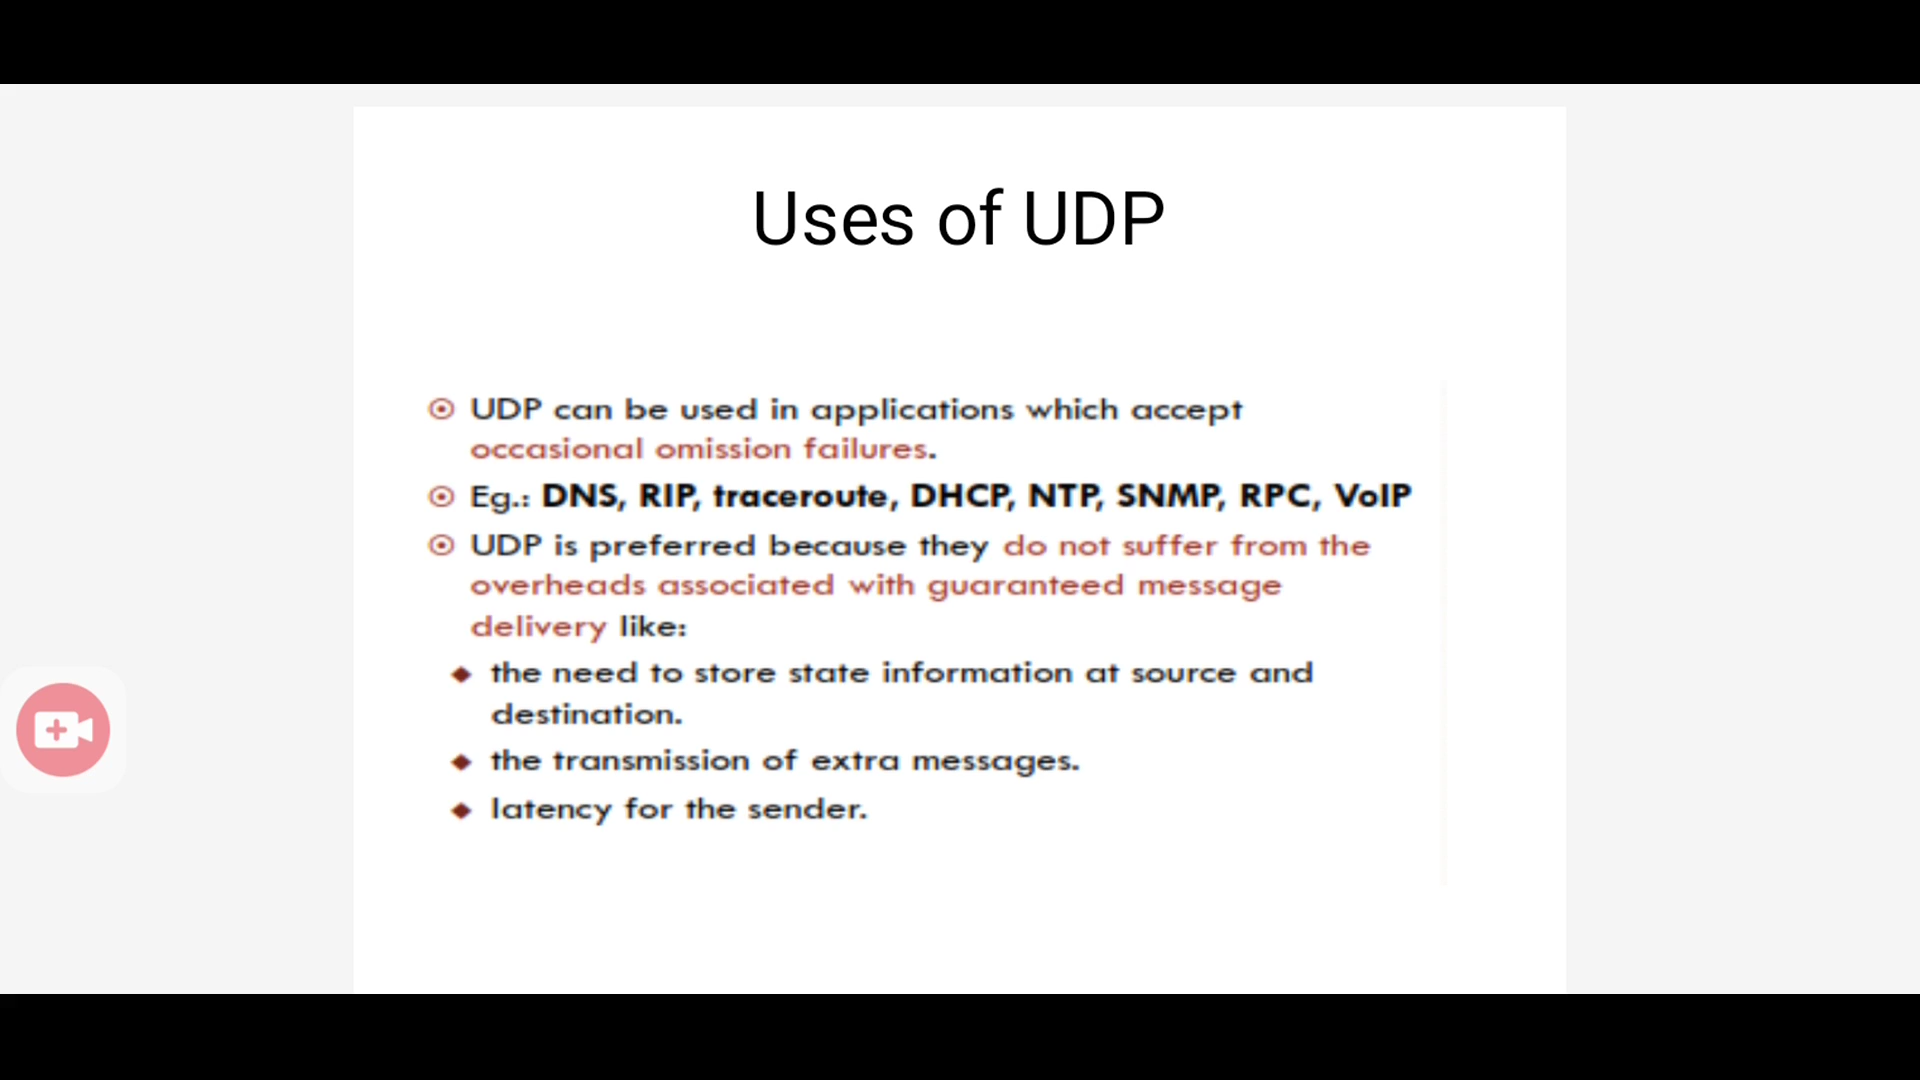 Uses of UDP
UDP can be used in applications which accept
occasional omission failures.
Eg.: DNS, RIP, traceroute, DHCP, NTP, SNMP, RPC, VoIP
UDP is preferred because they do not suffer from the
overheads associated with guaranteed message
delivery like:
the need to store state information at source and
destination.
the transmission of extra messages.
latency for the sender.